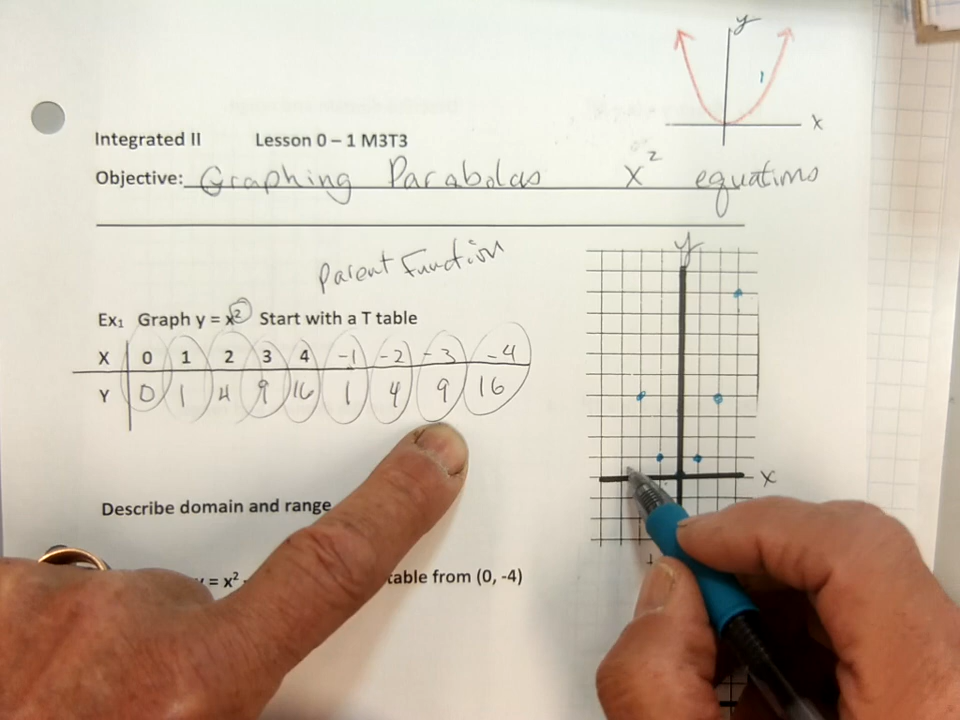 y
x
Integrated II Lesson 0 – 1 M3T3
Objective: Graphing Parabolas x² equations
Parent Function
y
Ex₁ Graph y = x² Start with a T table
X 0 1 2 3 4 -1 -2 -3 -4
Y 0 1 4 9 16 1 4 9 16
x
Describe domain and range
= x² table from (0, -4)